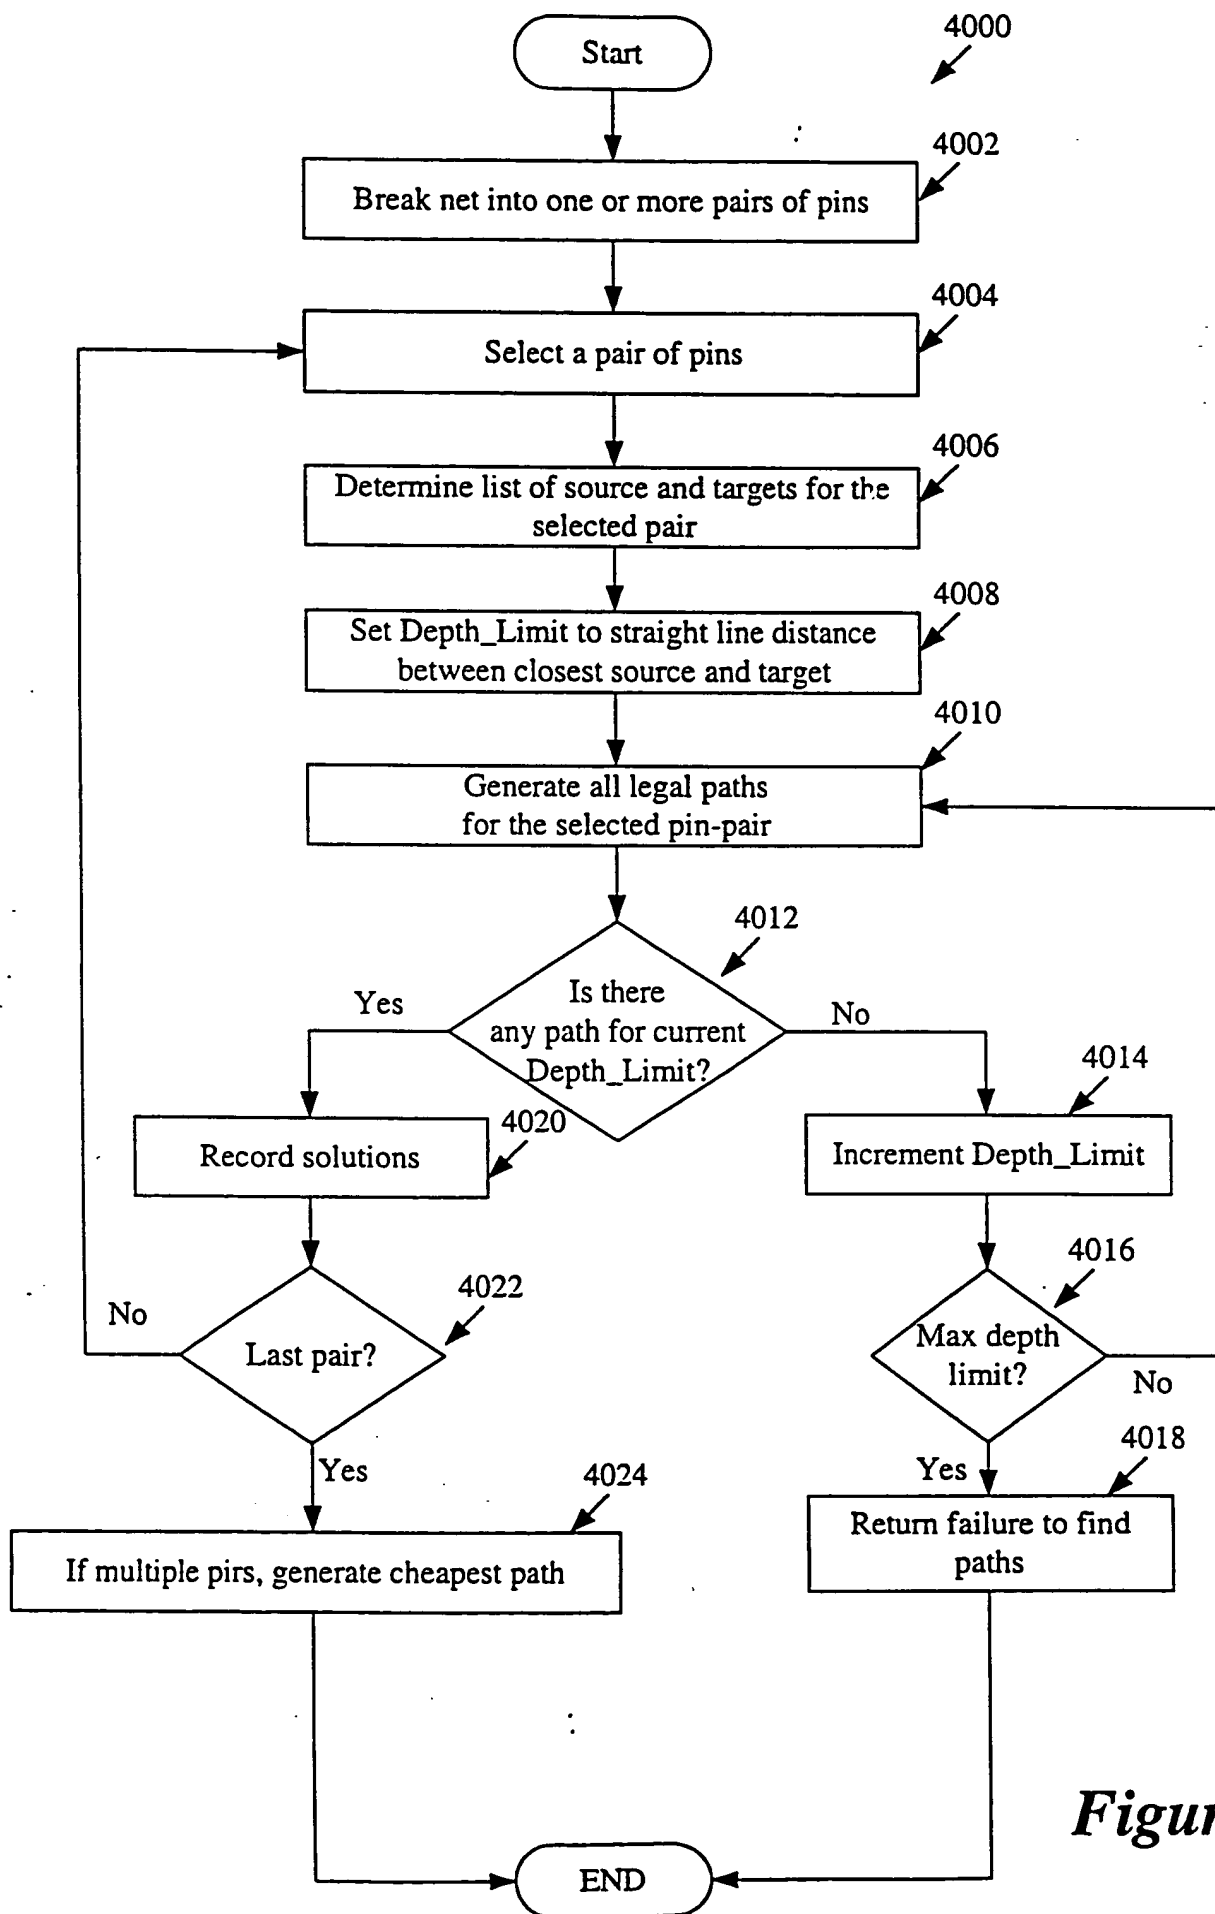 Start
4000
4002
Break net into one or more pairs of pins
4004
Select a pair of pins
4006
Determine list of source and targets for the
selected pair
4008
Set Depth_Limit to straight line distance
between closest source and target
4010
Generate all legal paths
for the selected pin-pair
4012
Is there
any path for current
Depth_Limit?
Yes
No
4014
Increment Depth_Limit
4020
Record solutions
4016
Max depth
limit?
No
4022
Last pair?
No
Yes
4018
Yes
Return failure to find
paths
4024
If multiple pirs, generate cheapest path
Figur
END